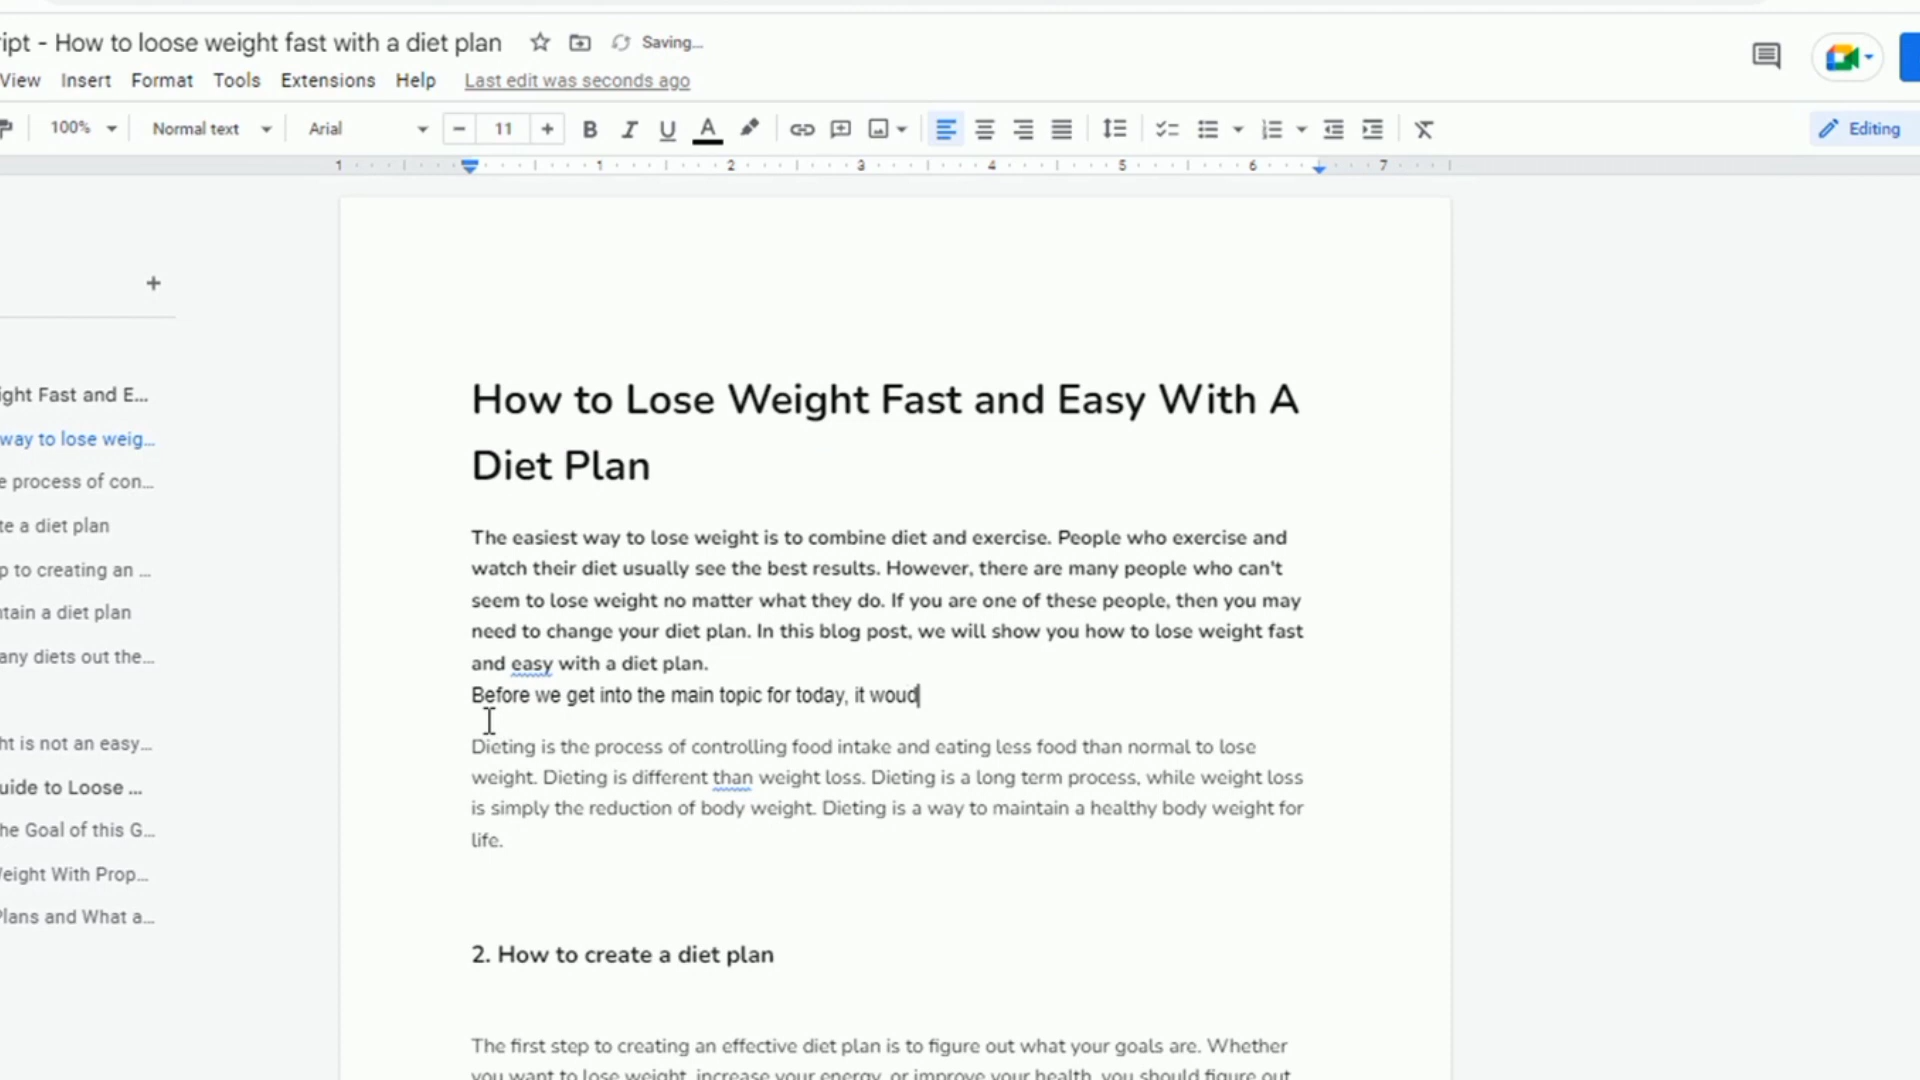 ipt - How to loose weight fast with a diet plan Saving...
View Insert Format Tools Extensions Help Last edit was seconds ago
100% Normal text Arial - 11 + B I U A Editing
1 1 2 3 4 5 6 7
+
ight Fast and E...
way to lose weig...
e process of con...
te a diet plan
p to creating an ...
ntain a diet plan
any diets out the...
ht is not an easy...
uide to Loose ...
he Goal of this G...
Weight With Prop...
Plans and What a...
How to Lose Weight Fast and Easy With A
Diet Plan
The easiest way to lose weight is to combine diet and exercise. People who exercise and
watch their diet usually see the best results. However, there are many people who can't
seem to lose weight no matter what they do. If you are one of these people, then you may
need to change your diet plan. In this blog post, we will show you how to lose weight fast
and easy with a diet plan.
Before we get into the main topic for today, it woud
Dieting is the process of controlling food intake and eating less food than normal to lose
weight. Dieting is different than weight loss. Dieting is a long term process, while weight loss
is simply the reduction of body weight. Dieting is a way to maintain a healthy body weight for
life.
2. How to create a diet plan
The first step to creating an effective diet plan is to figure out what your goals are. Whether
you want to lose weight, increase your energy, or improve your health, you should figure out